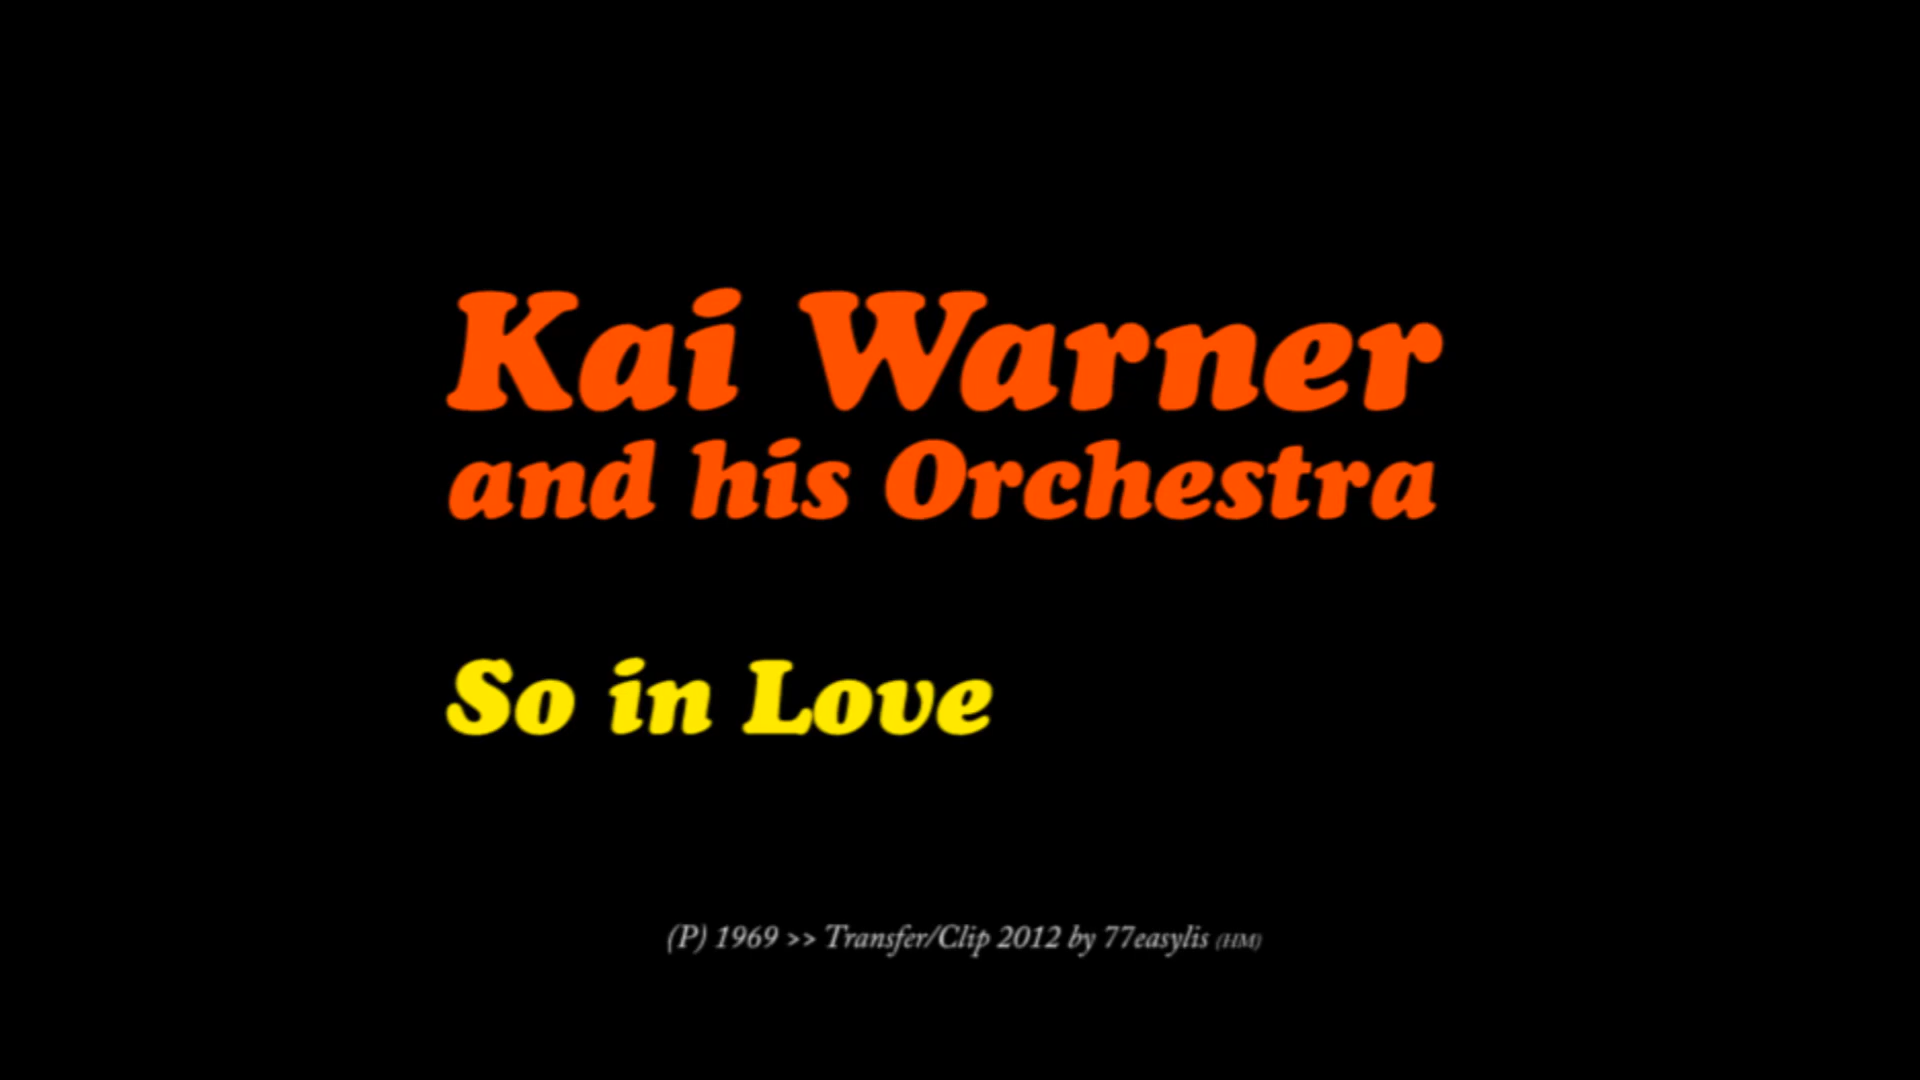 Kai Warner
and his Orchestra
So in Love
(P) 1969 >> Transfer/Clip 2012 by 77easylis (HM)